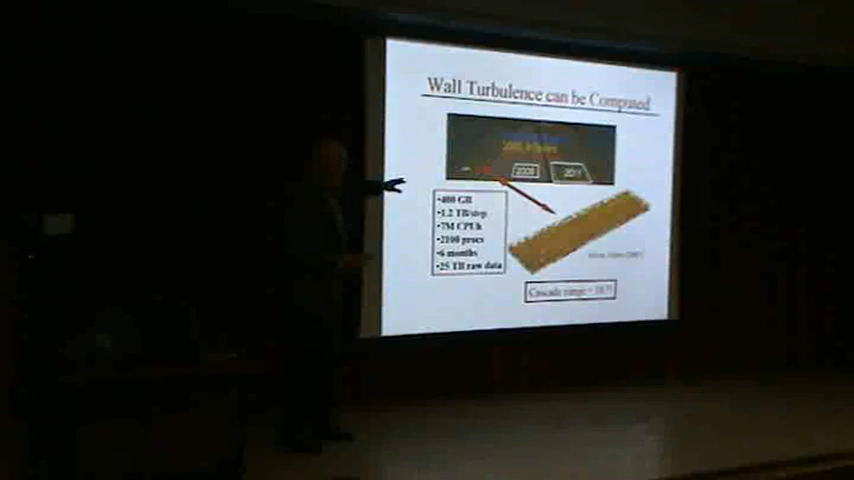 Wall Turbulence can be Computed
2011
•400 GB
•1.2 TB/step
•7M CPUh
•2100 procs
•6 months
•25 TB raw data
Cascade range =